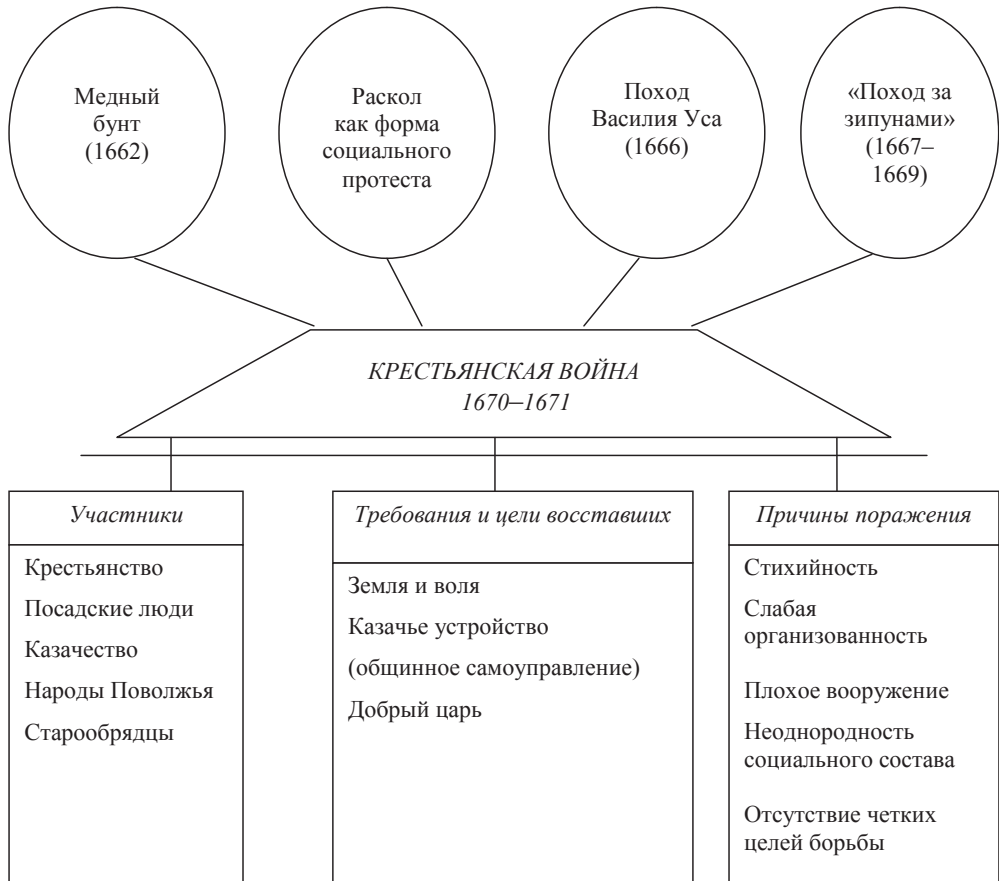 Медный
бунт
(1662)
Раскол
как форма
социального
протеста
Поход
Василия Уса
(1666)
«Поход за
зипунами»
(1667–
1669)
КРЕСТЬЯНСКАЯ ВОЙНА
1670–1671
Участники
Крестьянство
Посадские люди
Казачество
Народы Поволжья
Старообрядцы
Требования и цели восставших
Земля и воля
Казачье устройство
(общинное самоуправление)
Добрый царь
Причины поражения
Стихийность
Слабая
организованность
Плохое вооружение
Неоднородность
социального состава
Отсутствие четких
целей борьбы